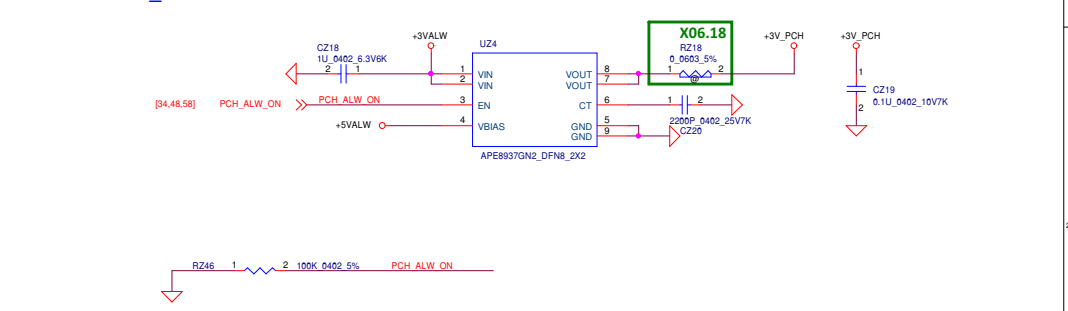 X06.18
+3VALW
+3V_PCH
+3V_PCH
UZ4
CZ18
1U_0402_6.3V6K
RZ18
0_0603_5%
2 1
1 VIN
2 VIN
VOUT 8
VOUT 7
1 2
@
1
CZ19
0.1U_0402_10V7K
2
[34,48,58] PCH_ALW_ON
PCH_ALW_ON
3 EN
CT 6
1 2
2200P_0402_25V7K
CZ20
+5VALW
4 VBIAS
GND 5
GND 9
APE8937GN2_DFN8_2X2
RZ46 1 2 100K_0402_5% PCH_ALW_ON
2